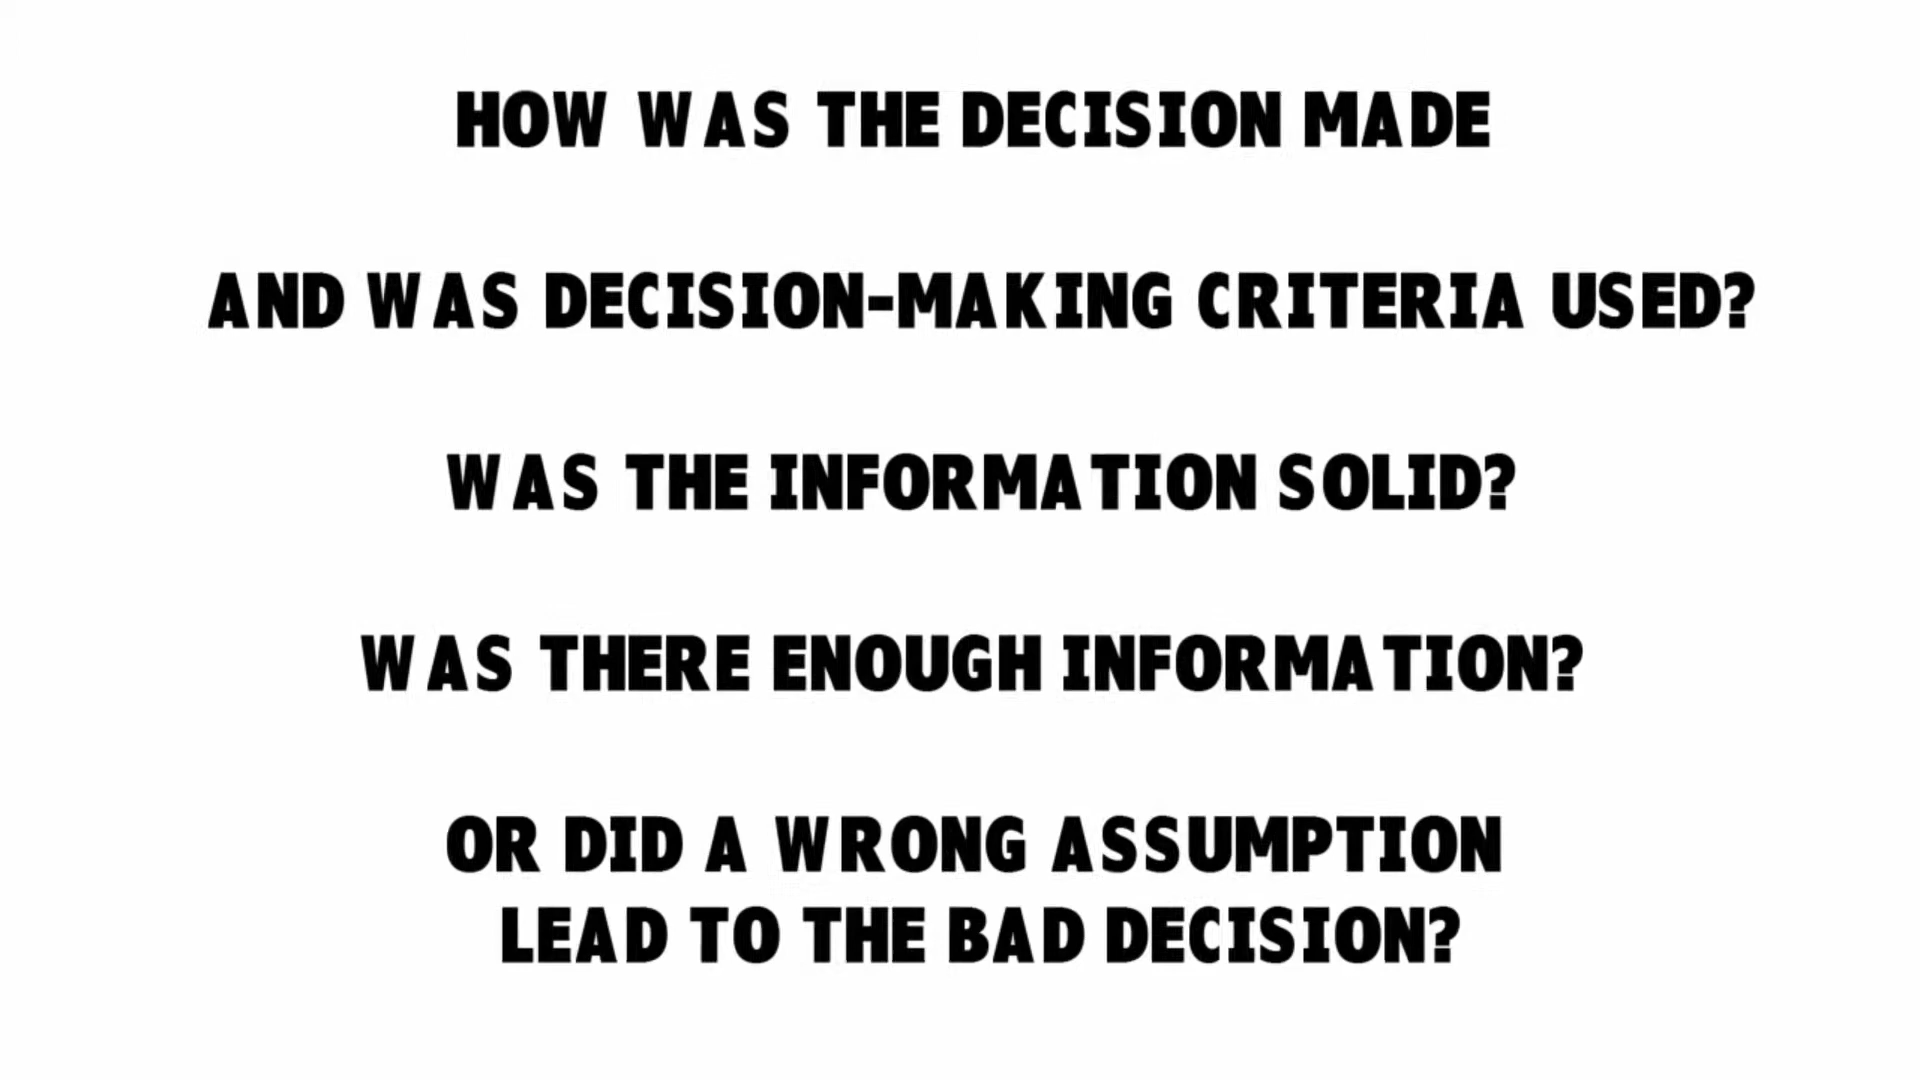 HOW WAS THE DECISION MADE
AND WAS DECISION-MAKING CRITERIA USED?
WAS THE INFORMATION SOLID?
WAS THERE ENOUGH INFORMATION?
OR DID A WRONG ASSUMPTION
LEAD TO THE BAD DECISION?